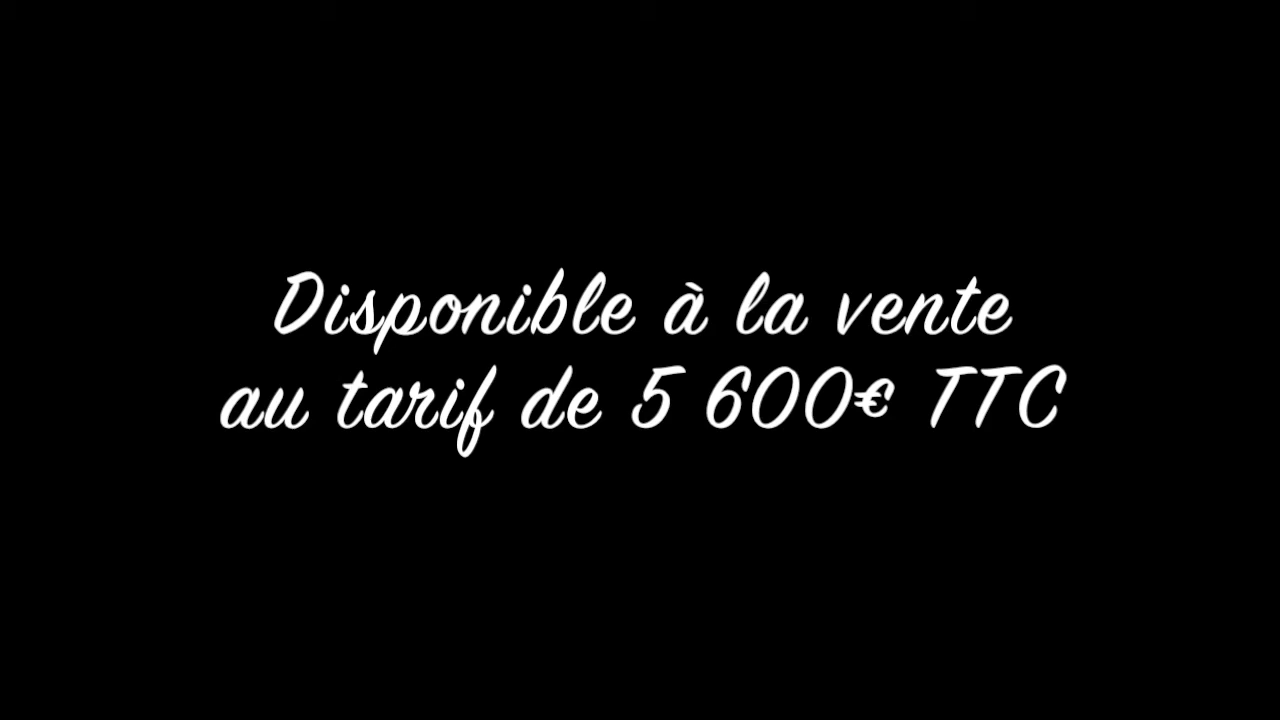 Disponible à la vente
au tarif de 5 600€ TTC